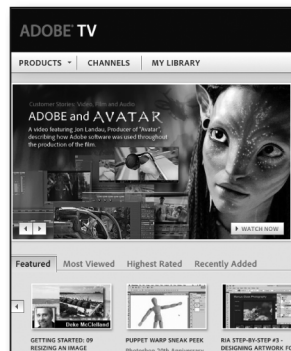 ADOBE® TV
PRODUCTS CHANNELS MY LIBRARY
Customer Stories, Video, Film and Audio
ADOBE and AVATAR
A video featuring Jon Landau, Producer of "Avatar",
describing how Adobe software was used throughout
the production of the film.
WATCH NOW
Featured Most Viewed Highest Rated Recently Added
Deke McClelland
GETTING STARTED: 09
RESIZING AN IMAGE
PUPPET WARP SNEAK PEEK
Photoshop 20th Anniversary
RIA STEP-BY-STEP #3 -
DESIGNING ARTWORK FO